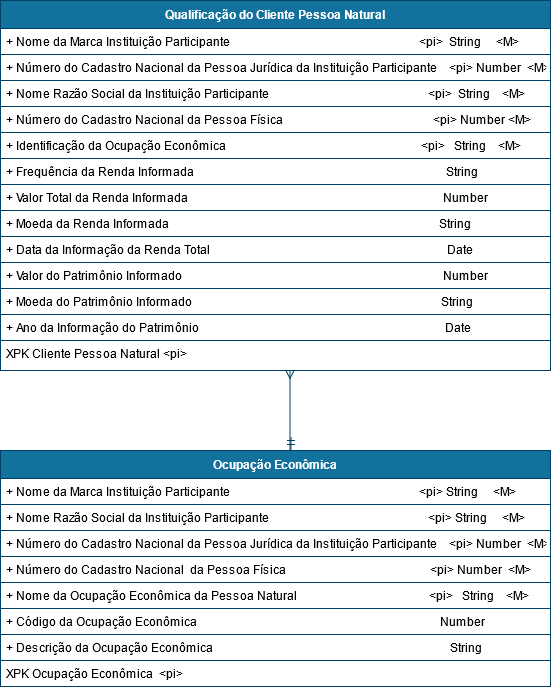 Qualificação do Cliente Pessoa Natural
+ Nome da Marca Instituição Participante <pi> String <M>
+ Número do Cadastro Nacional da Pessoa Jurídica da Instituição Participante <pi> Number <M>
+ Nome Razão Social da Instituição Participante <pi> String <M>
+ Número do Cadastro Nacional da Pessoa Física <pi> Number <M>
+ Identificação da Ocupação Econômica <pi> String <M>
+ Frequência da Renda Informada String
+ Valor Total da Renda Informada Number
+ Moeda da Renda Informada String
+ Data da Informação da Renda Total Date
+ Valor do Patrimônio Informado Number
+ Moeda do Patrimônio Informado String
+ Ano da Informação do Patrimônio Date
XPK Cliente Pessoa Natural <pi>
Ocupação Econômica
+ Nome da Marca Instituição Participante <pi> String <M>
+ Nome Razão Social da Instituição Participante <pi> String <M>
+ Número do Cadastro Nacional da Pessoa Jurídica da Instituição Participante <pi> Number <M>
+ Número do Cadastro Nacional da Pessoa Física <pi> Number <M>
+ Nome da Ocupação Econômica da Pessoa Natural <pi> String <M>
+ Código da Ocupação Econômica Number
+ Descrição da Ocupação Econômica String
XPK Ocupação Econômica <pi>